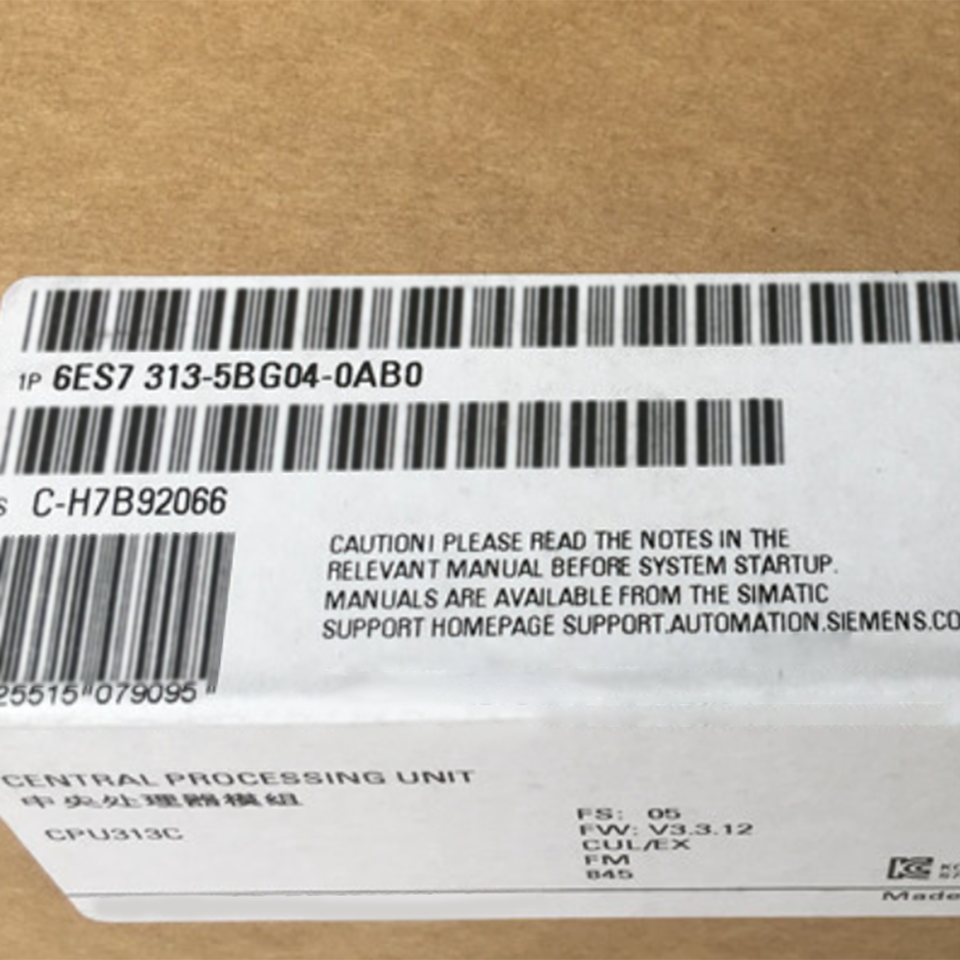 1P 6ES7 313-5BG04-0AB0
S C-H7B92066
CAUTION! PLEASE READ THE NOTES IN THE
RELEVANT MANUAL BEFORE SYSTEM STARTUP.
MANUALS ARE AVAILABLE FROM THE SIMATIC
SUPPORT HOMEPAGE SUPPORT.AUTOMATION.SIEMENS.CO
25515 079095
CENTRAL PROCESSING UNIT
中央处理器模组
CPU313C
FS: 05
FW: V3.3.12
CUL/EX
FM
845
Made